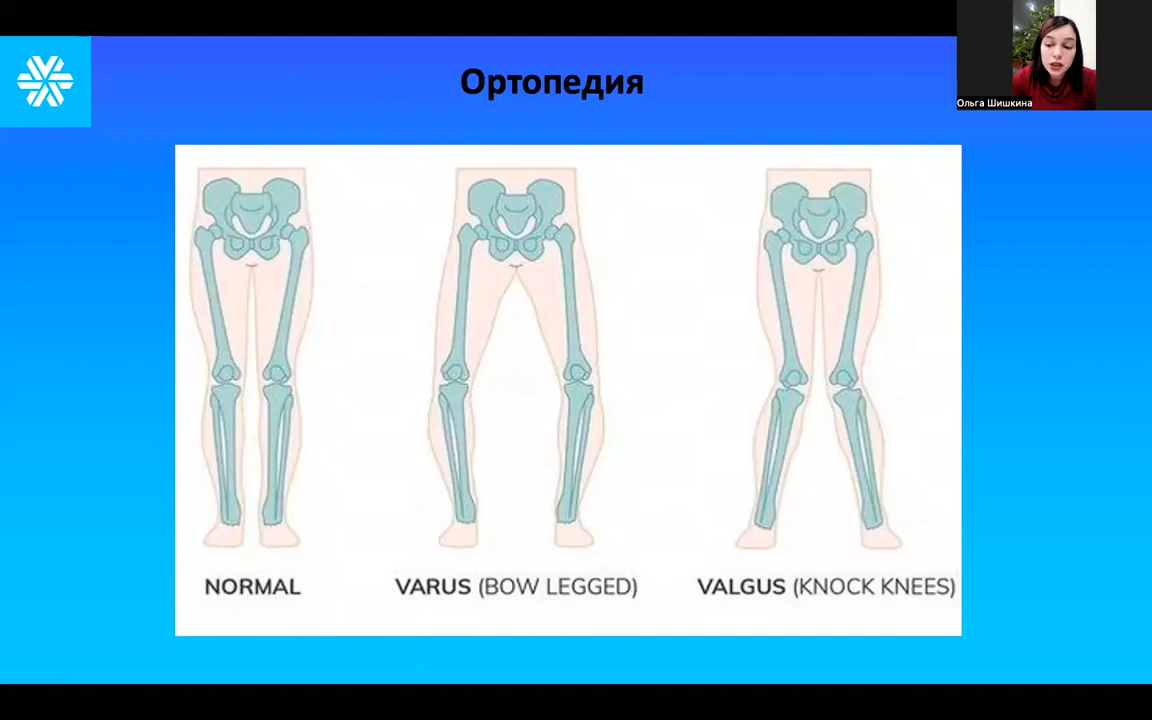 Ортопедия
Ольга Шишкина
NORMAL
VARUS (BOW LEGGED)
VALGUS (KNOCK KNEES)